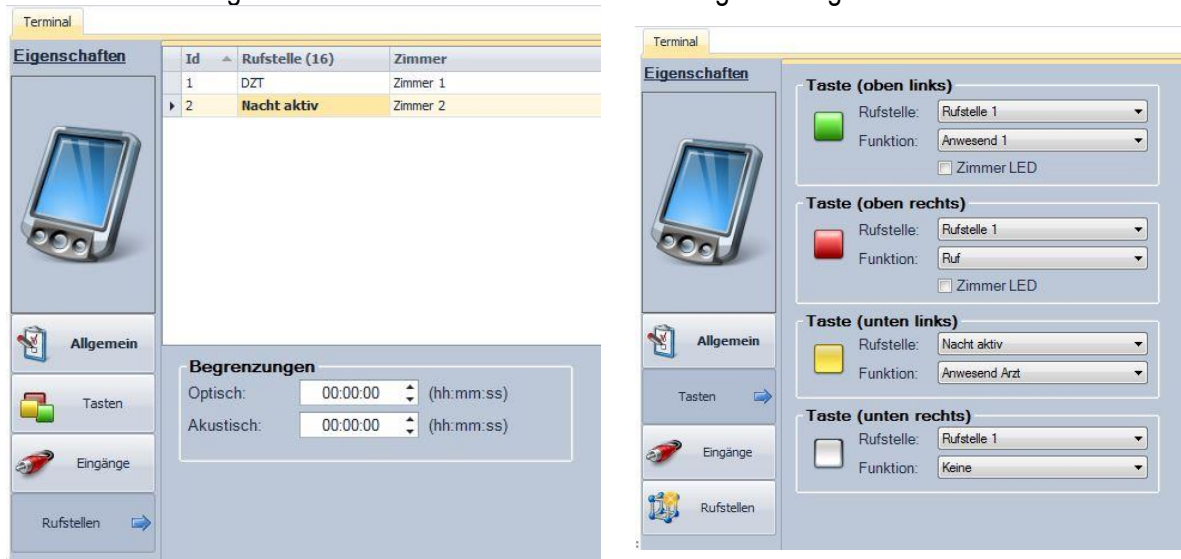 Terminal
Eigenschaften
Id Rufstelle (16) Zimmer
1 DZT Zimmer 1
2 Nacht aktiv Zimmer 2
Allgemein
Tasten
Eingänge
Rufstellen
Begrenzungen
Optisch: 00:00:00 (hh:mm:ss)
Akustisch: 00:00:00 (hh:mm:ss)
Terminal
Eigenschaften
Allgemein
Tasten
Eingänge
Rufstellen
Taste (oben links)
Rufstelle: Rufstelle 1
Funktion: Anwesend 1
Zimmer LED
Taste (oben rechts)
Rufstelle: Rufstelle 1
Funktion: Ruf
Zimmer LED
Taste (unten links)
Rufstelle: Nacht aktiv
Funktion: Anwesend Arzt
Taste (unten rechts)
Rufstelle: Rufstelle 1
Funktion: Keine